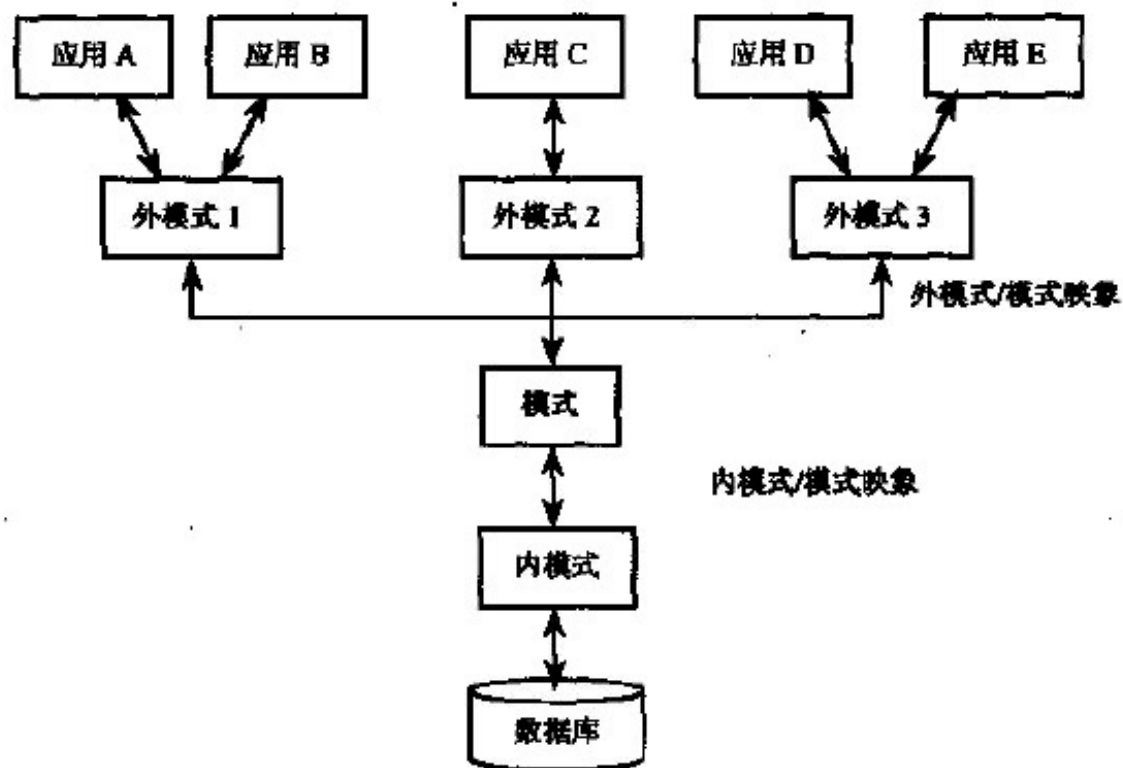 应用 A
应用 B
应用 C
应用 D
应用 E
外模式 1
外模式 2
外模式 3
外模式/模式映象
模式
内模式/模式映象
内模式
数据库